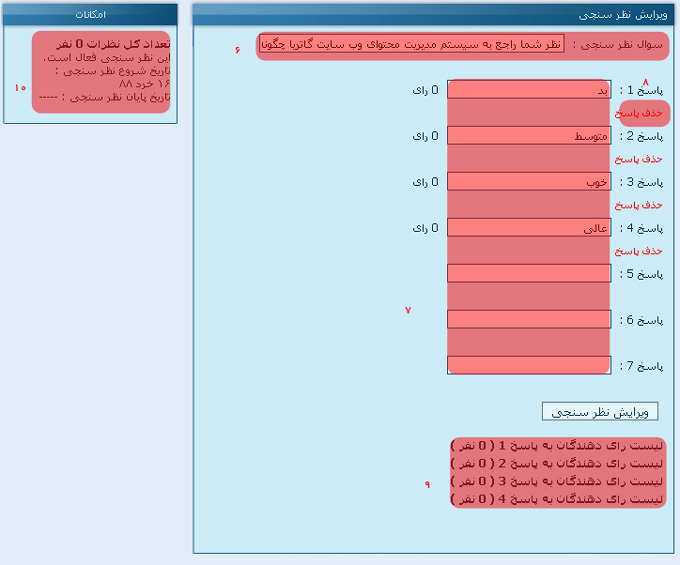 ویرایش نظر سنجی
سوال نظر سنجی : نظر شما راجع به سیستم مدیریت محتوای وب سایت گاتریا چگونا
۶
۸
پاسخ 1 : بد 0 رای
حذف پاسخ
پاسخ 2 : متوسط 0 رای
حذف پاسخ
پاسخ 3 : خوب 0 رای
حذف پاسخ
پاسخ 4 : عالی 0 رای
حذف پاسخ
پاسخ 5 :
۷
پاسخ 6 :
پاسخ 7 :
ویرایش نظر سنجی
لیست رای دهندگان به پاسخ 1 ( 0 نفر )
لیست رای دهندگان به پاسخ 2 ( 0 نفر )
لیست رای دهندگان به پاسخ 3 ( 0 نفر )
لیست رای دهندگان به پاسخ 4 ( 0 نفر )
۹
امکانات
تعداد کل نظرات 0 نفر
این نظر سنجی فعال است.
تاریخ شروع نظر سنجی :
۱۶ خرد ۸۸
تاریخ پایان نظر سنجی : -----
۱۰